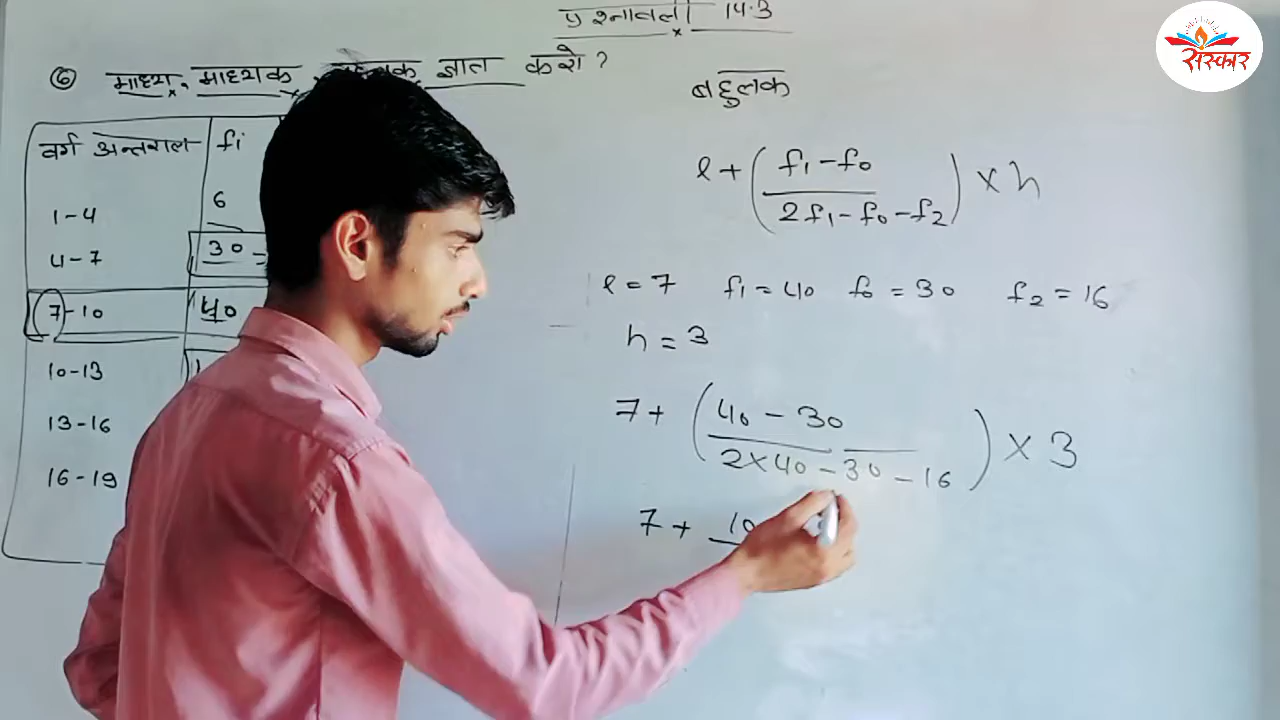 प्रश्नावली 14.3
⑥ माध्य, माध्यक, बहुलक ज्ञात करो ?
संस्कार
वर्ग अन्तराल fi
1-4 6
4-7 30
7-10 40
10-13
13-16
16-19
बहुलक
l + ( f₁ - f₀ / 2f₁ - f₀ - f₂ ) × h
l = 7 f₁ = 40 f₀ = 30 f₂ = 16
h = 3
7 + ( 40 - 30 / 2×40 - 30 - 16 ) × 3
7 + 10